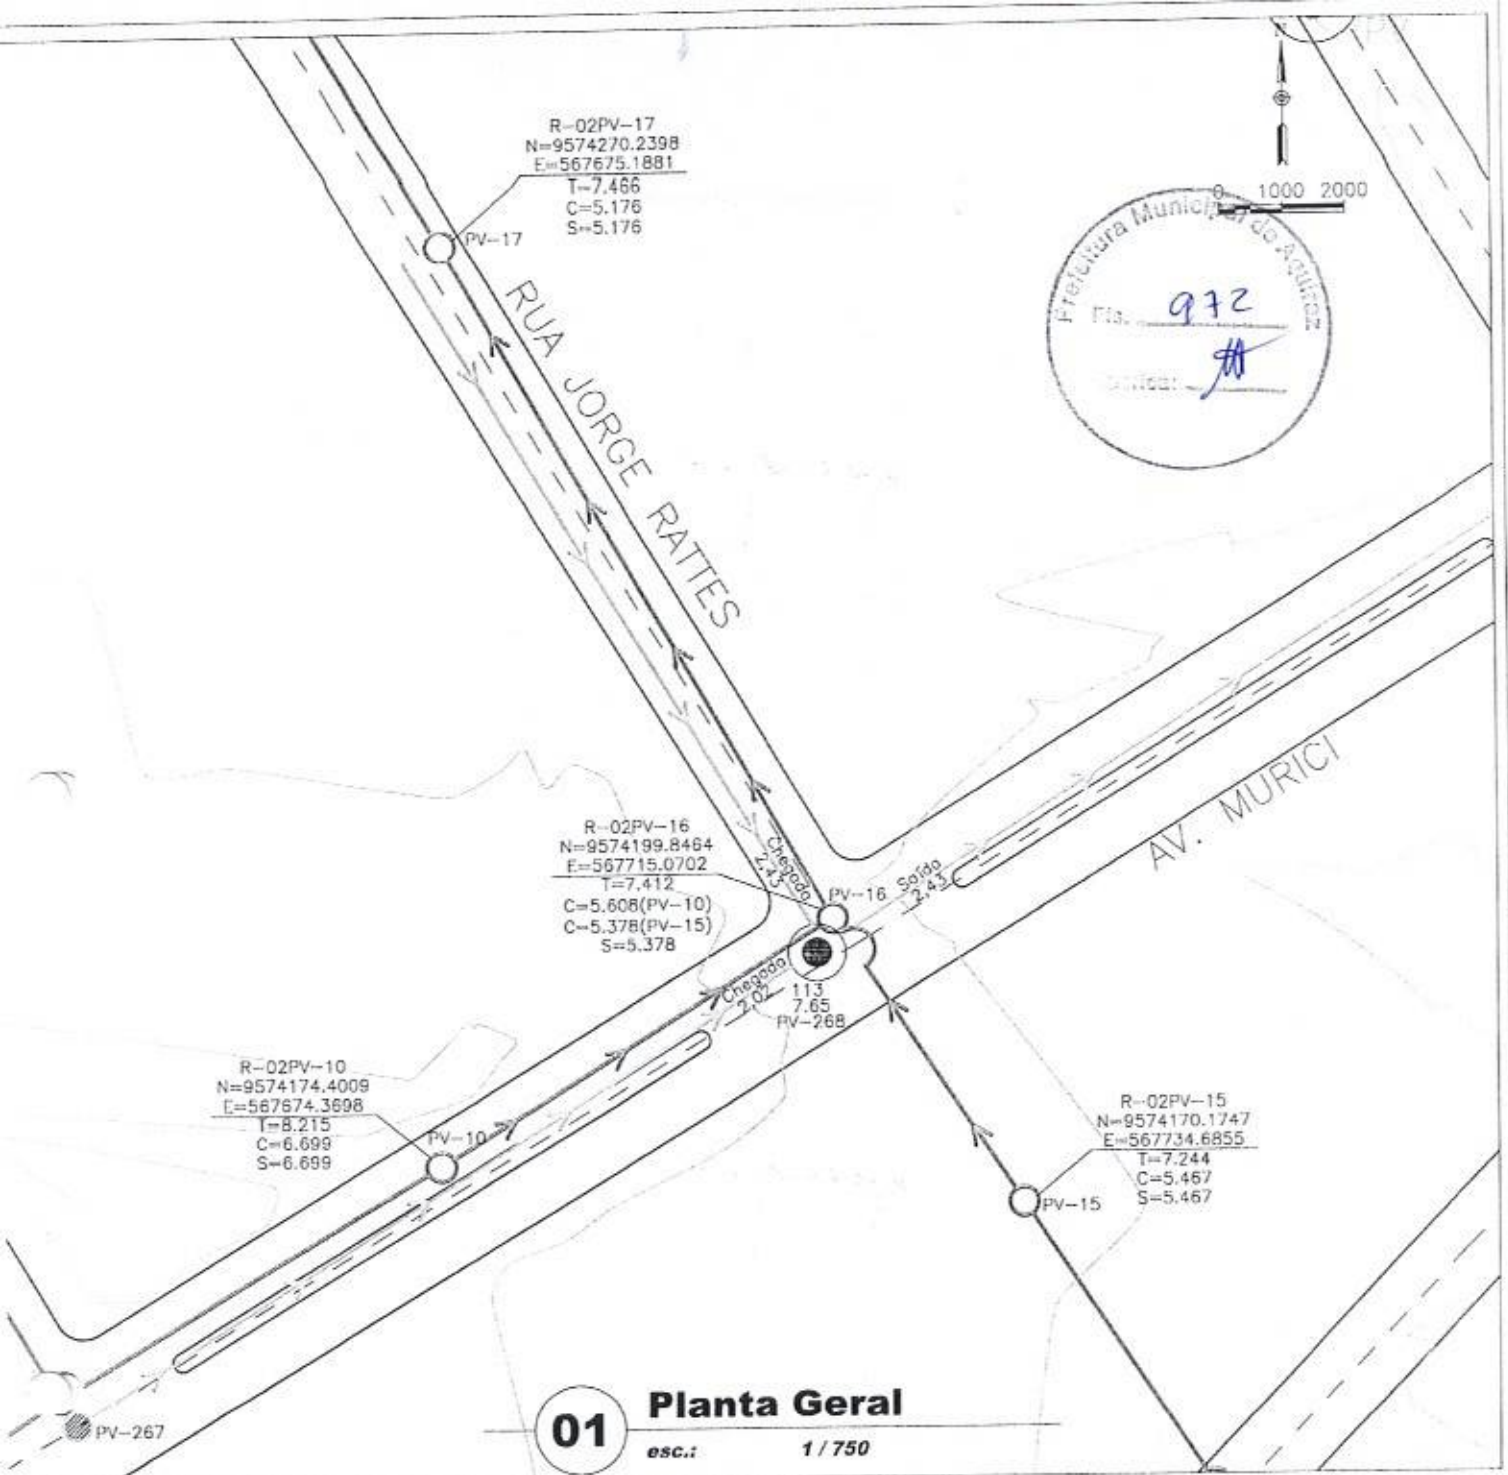 R-02PV-17
N=9574270.2398
E=567675.1881
T=7.466
C=5.176
S=5.176
PV-17
0 1000 2000
Prefeitura Municipal de Aquiraz
Fls. 972
RUA JORGE RATTES
AV. MURICI
R-02PV-16
N=9574199.8464
E=567715.0702
T=7.412
C=5.608(PV-10)
C=5.378(PV-15)
S=5.378
Chegada
2,43
PV-16
Saída
2,43
Chegada
2,02
113
7.65
PV-268
R-02PV-10
N=9574174.4009
E=567674.3698
T=8.215
C=6.699
S=6.699
PV-10
R-02PV-15
N=9574170.1747
E=567734.6855
T=7.244
C=5.467
S=5.467
PV-15
PV-267
01 Planta Geral
esc.: 1 / 750